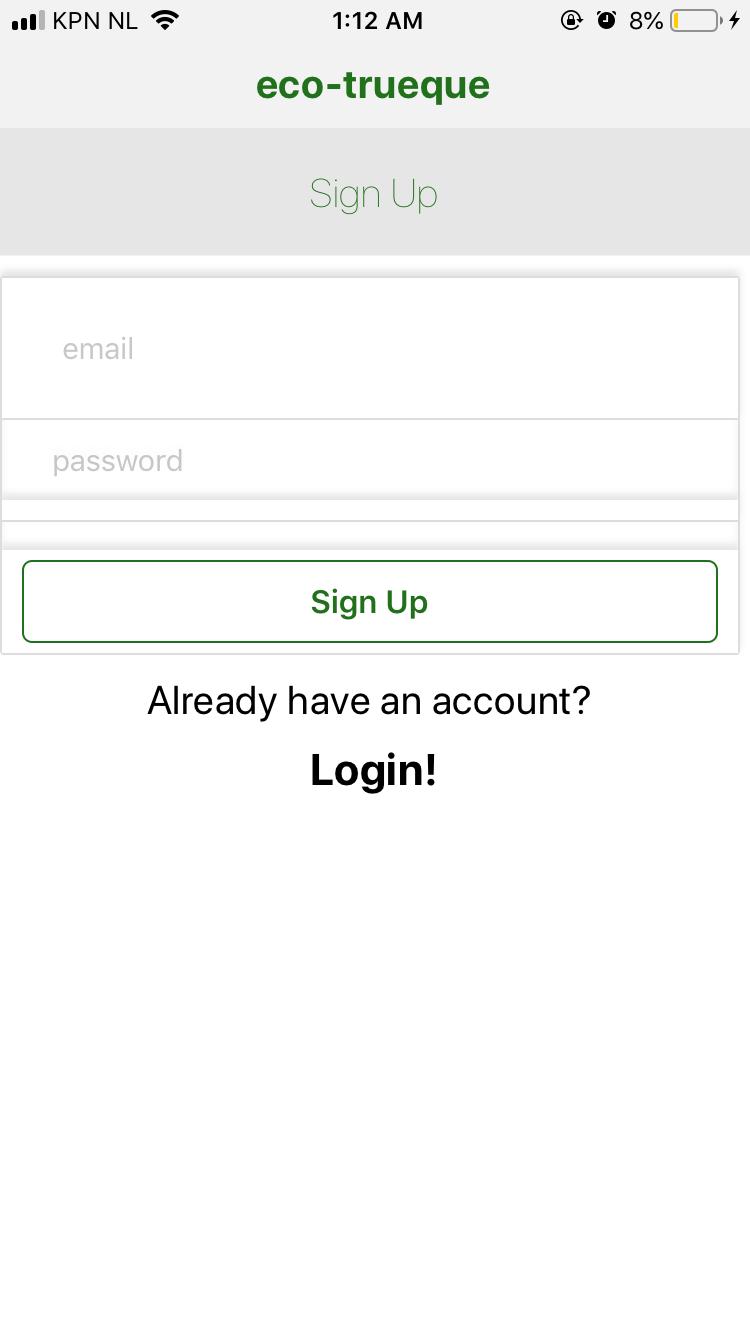 KPN NL 1:12 AM 8%
eco-trueque
Sign Up
email
password
Sign Up
Already have an account?
Login!